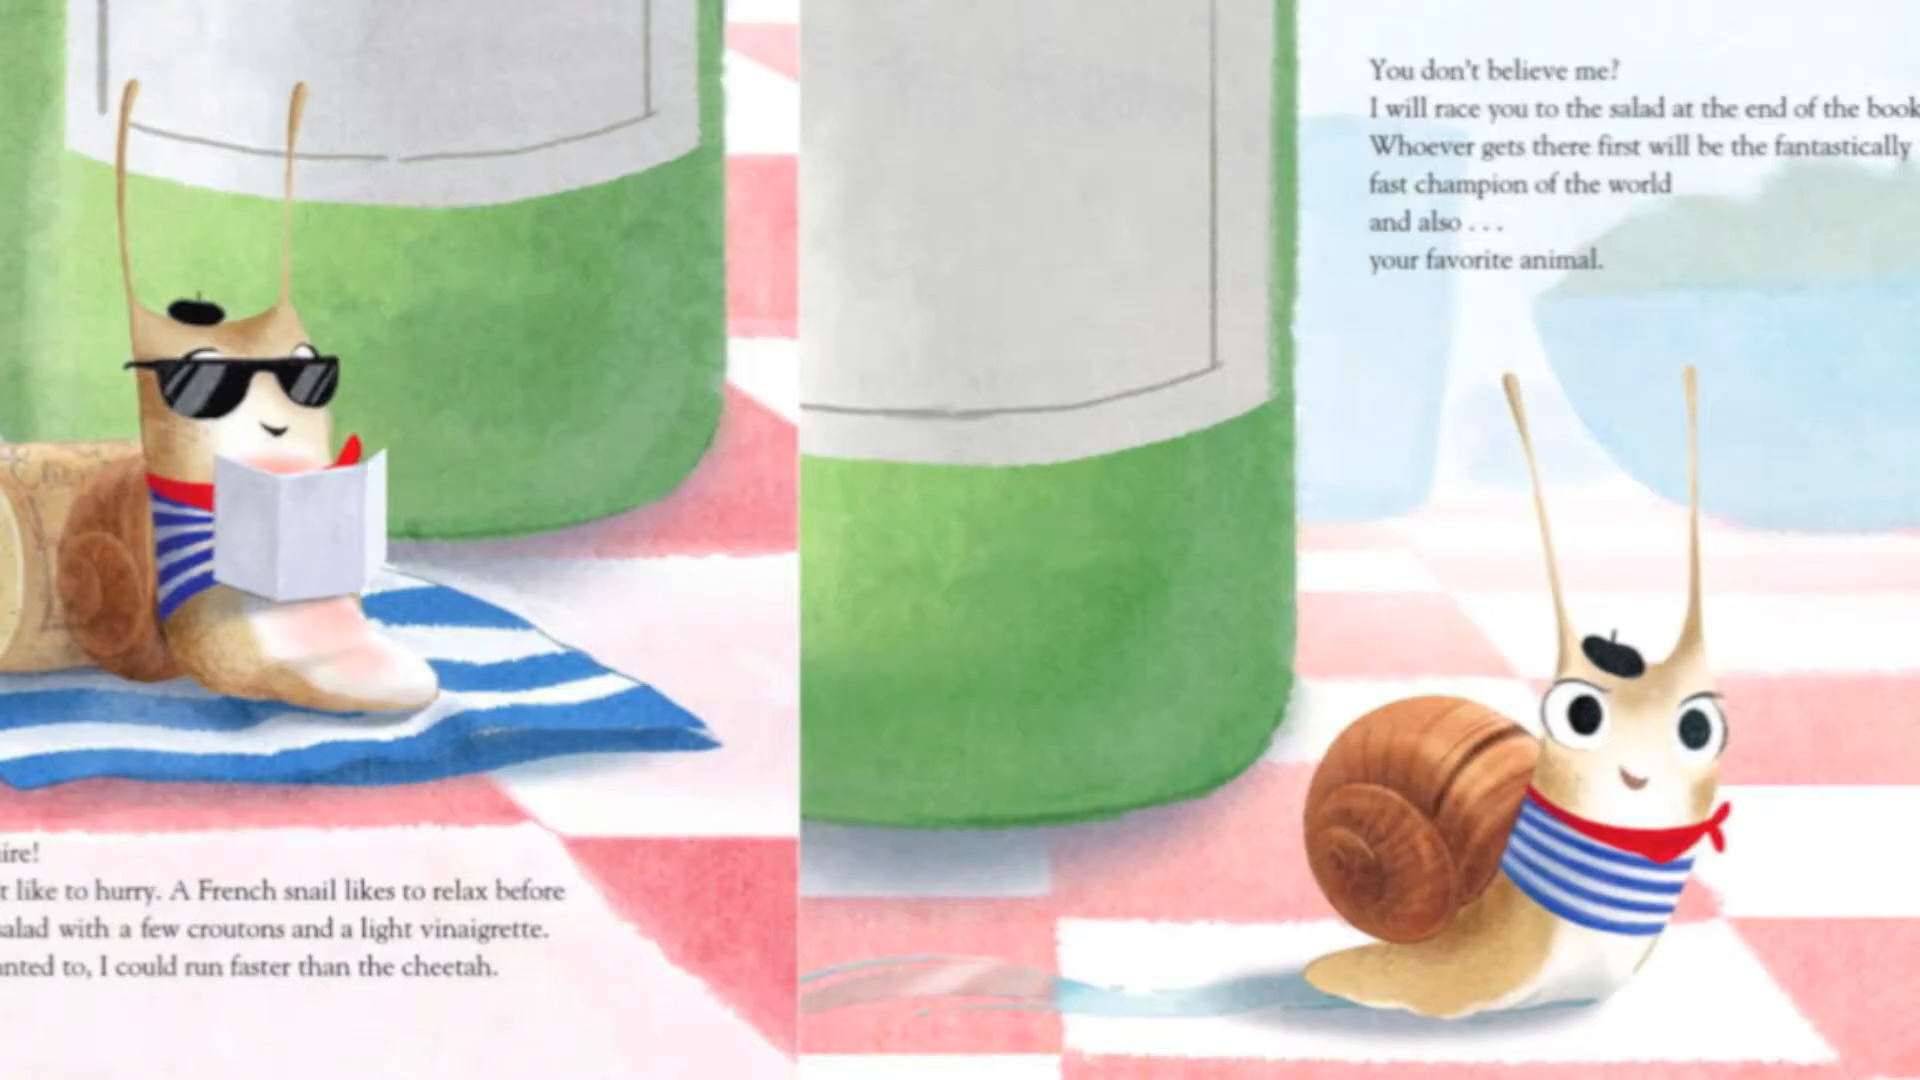 ire!
t like to hurry. A French snail likes to relax before
salad with a few croutons and a light vinaigrette.
anted to, I could run faster than the cheetah.
You don't believe me?
I will race you to the salad at the end of the book
Whoever gets there first will be the fantastically
fast champion of the world
and also . . .
your favorite animal.